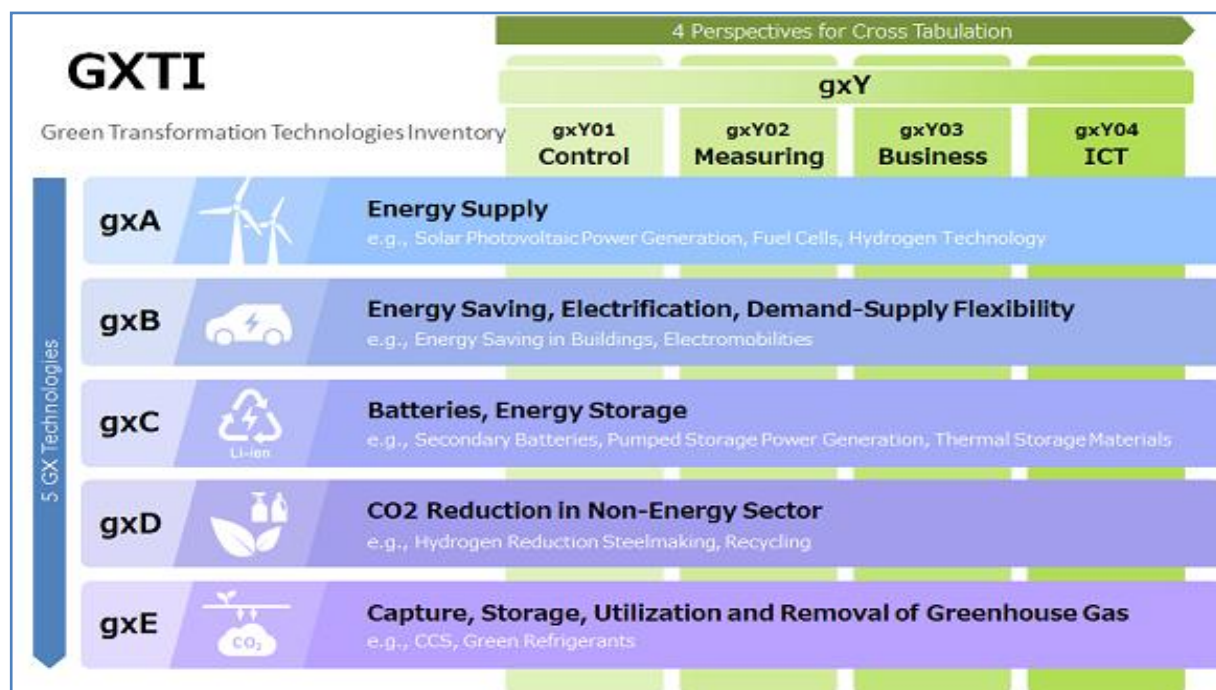 4 Perspectives for Cross Tabulation
GXTI
gxY
Green Transformation Technologies Inventory
gxY01
Control
gxY02
Measuring
gxY03
Business
gxY04
ICT
5 GX Technologies
gxA
Energy Supply
e.g., Solar Photovoltaic Power Generation, Fuel Cells, Hydrogen Technology
gxB
Energy Saving, Electrification, Demand-Supply Flexibility
e.g., Energy Saving in Buildings, Electromobilities
gxC
Li-ion
Batteries, Energy Storage
e.g., Secondary Batteries, Pumped Storage Power Generation, Thermal Storage Materials
gxD
CO2 Reduction in Non-Energy Sector
e.g., Hydrogen Reduction Steelmaking, Recycling
gxE
CO₂
Capture, Storage, Utilization and Removal of Greenhouse Gas
e.g., CCS, Green Refrigerants